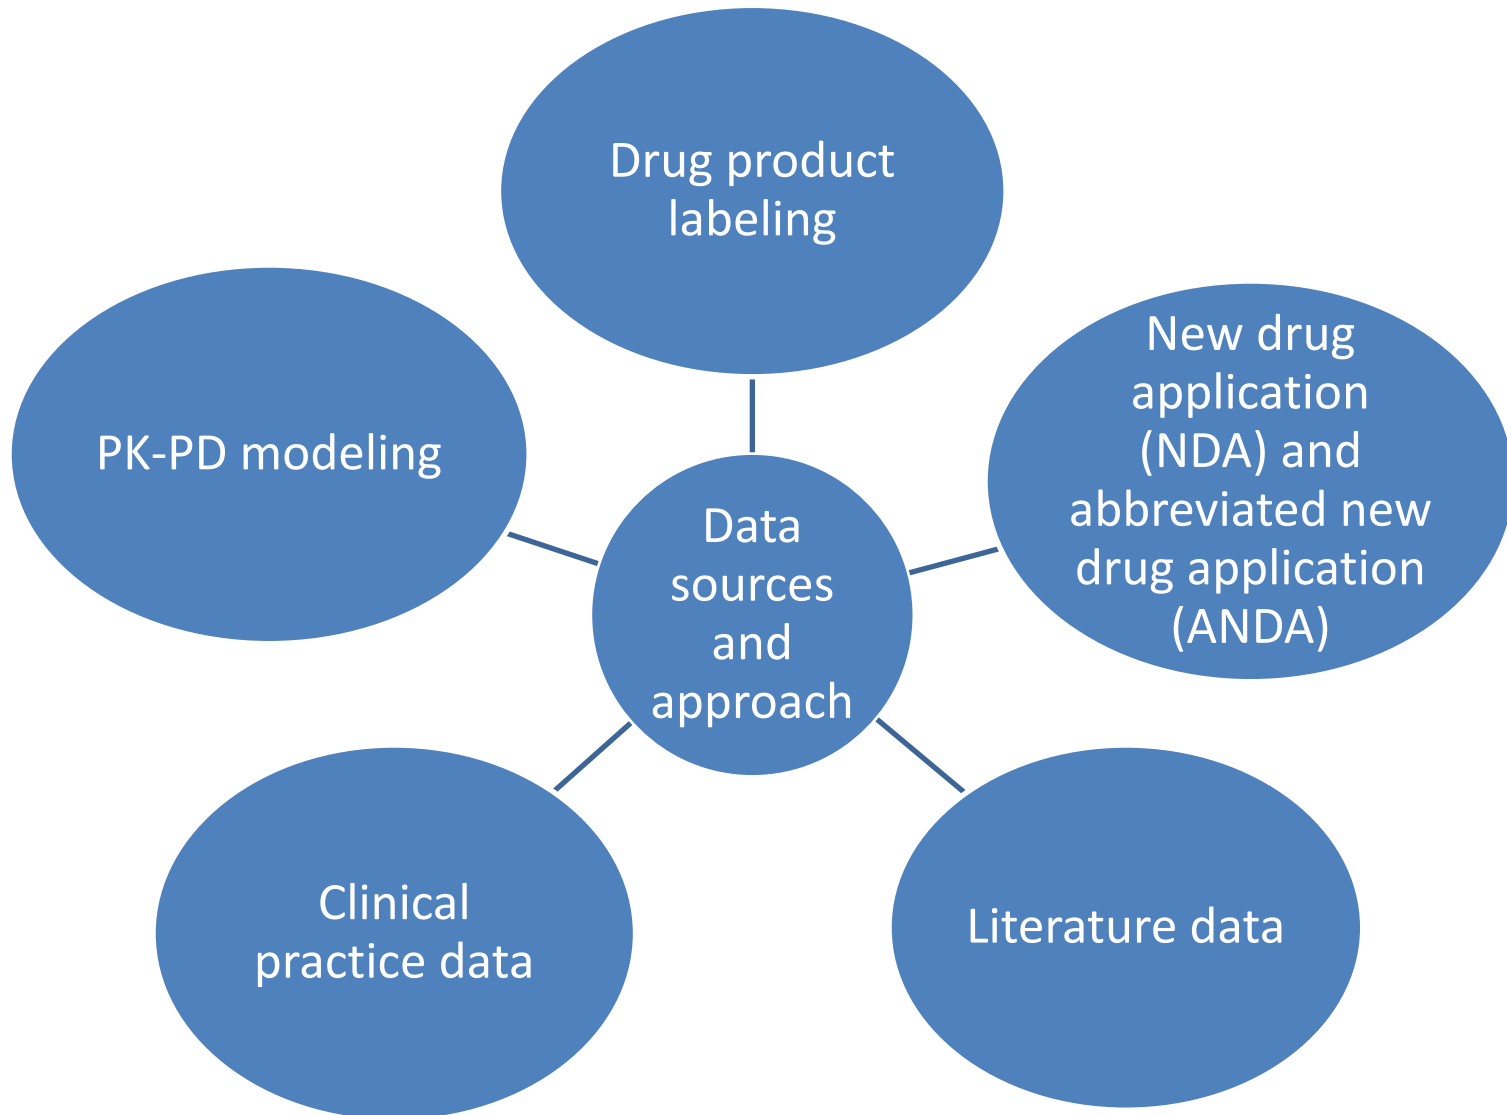 Drug product
labeling
New drug
application
(NDA) and
abbreviated new
drug application
(ANDA)
PK-PD modeling
Data
sources
and
approach
Clinical
practice data
Literature data